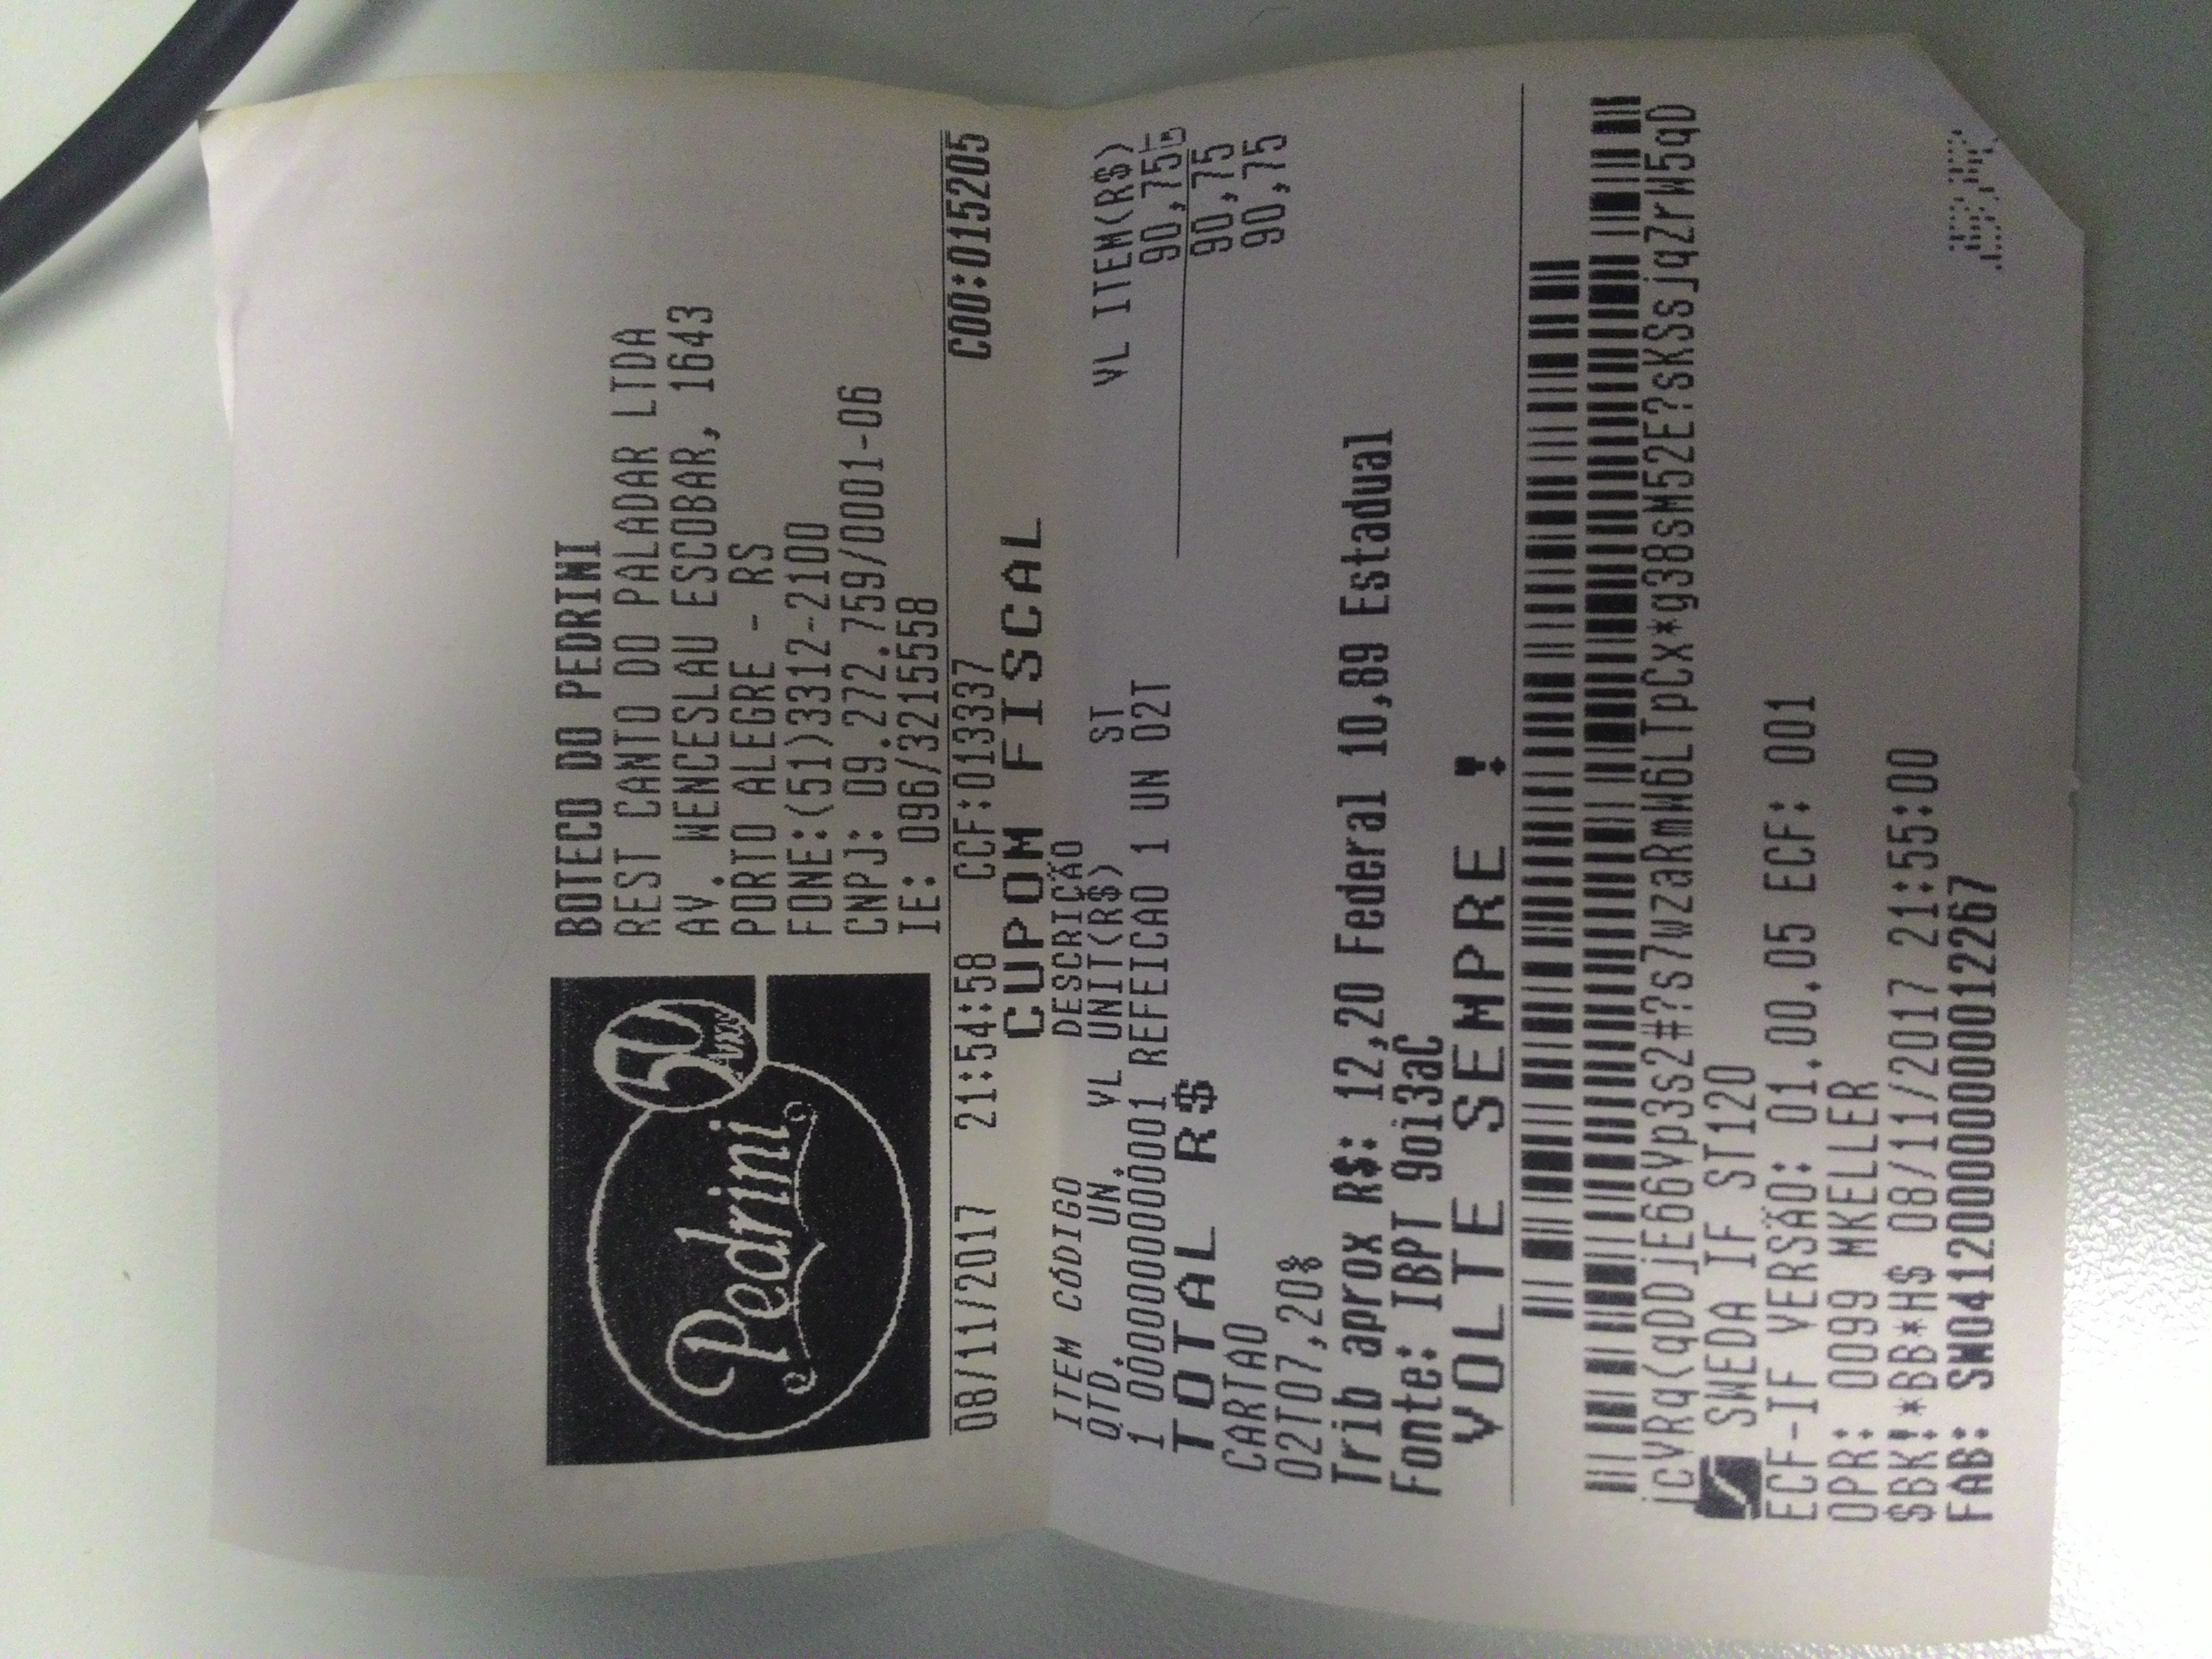 Pedrini
50
Anos
BOTECO DO PEDRINI
REST CANTO DO PALADAR LTDA
AV. WENCESLAU ESCOBAR, 1643
PORTO ALEGRE - RS
FONE:(51)3312-2100
CNPJ: 09.272.759/0001-06
IE: 096/3215558
08/11/2017 21:54:58 CCF:013337 COO:015205
CUPOM FISCAL
ITEM CÓDIGO DESCRIÇÃO
QTD. UN. VL UNIT(R$) ST VL ITEM(R$)
1 0000000000001 REFEICAO 1 UN 02T 90,75
TOTAL R$ 90,75
CARTAO 90,75
02T07,20%
Trib aprox R$: 12,20 Federal 10,89 Estadual
Fonte: IBPT 9oi3aC
VOLTE SEMPRE !
jcVRq(qDDjE66Vp3s2#?s7wzaRmW6LTpCx*g38sM52E?sKSsjqZrW5qD
SWEDA IF ST120
ECF-IF VERSÃO: 01.00.05 ECF: 001
OPR: 0099 MKELLER
$BK!*BB*H$ 08/11/2017 21:55:00
FAB: SW041200000000012267